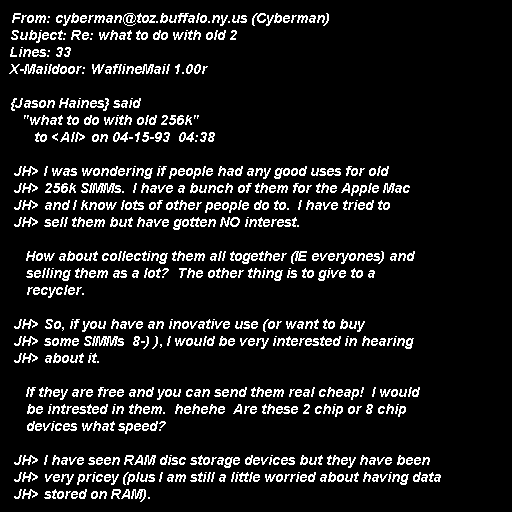 From: cyberman@toz.buffalo.ny.us (Cyberman)
Subject: Re: what to do with old 2
Lines: 33
X-Maildoor: WaflineMail 1.00r
{Jason Haines} said
"what to do with old 256k"
to <All> on 04-15-93 04:38
JH> I was wondering if people had any good uses for old
JH> 256k SIMMs. I have a bunch of them for the Apple Mac
JH> and I know lots of other people do to. I have tried to
JH> sell them but have gotten NO interest.
How about collecting them all together (IE everyones) and
selling them as a lot? The other thing is to give to a
recycler.
JH> So, if you have an inovative use (or want to buy
JH> some SIMMs 8-) ), I would be very interested in hearing
JH> about it.
If they are free and you can send them real cheap! I would
be intrested in them. hehehe Are these 2 chip or 8 chip
devices what speed?
JH> I have seen RAM disc storage devices but they have been
JH> very pricey (plus I am still a little worried about having data
JH> stored on RAM).